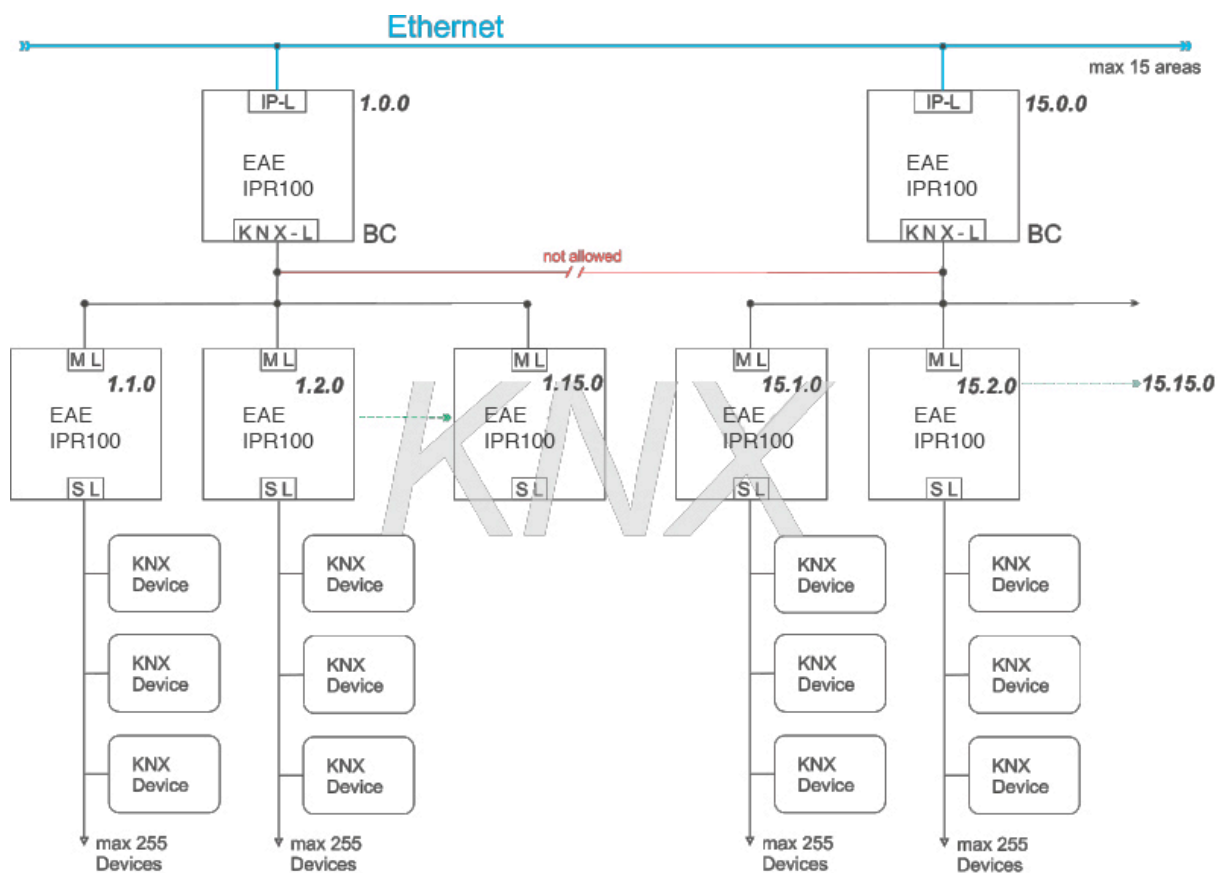 Ethernet
max 15 areas
IP-L
1.0.0
IP-L
15.0.0
EAE
IPR100
EAE
IPR100
KNX-L
BC
KNX-L
BC
not allowed
ML
1.1.0
ML
1.2.0
ML
1.15.0
ML
15.1.0
ML
15.2.0
15.15.0
EAE
IPR100
EAE
IPR100
EAE
IPR100
EAE
IPR100
EAE
IPR100
KNX
SL
SL
SL
SL
SL
KNX
Device
KNX
Device
KNX
Device
KNX
Device
KNX
Device
KNX
Device
KNX
Device
KNX
Device
KNX
Device
KNX
Device
KNX
Device
KNX
Device
max 255
Devices
max 255
Devices
max 255
Devices
max 255
Devices